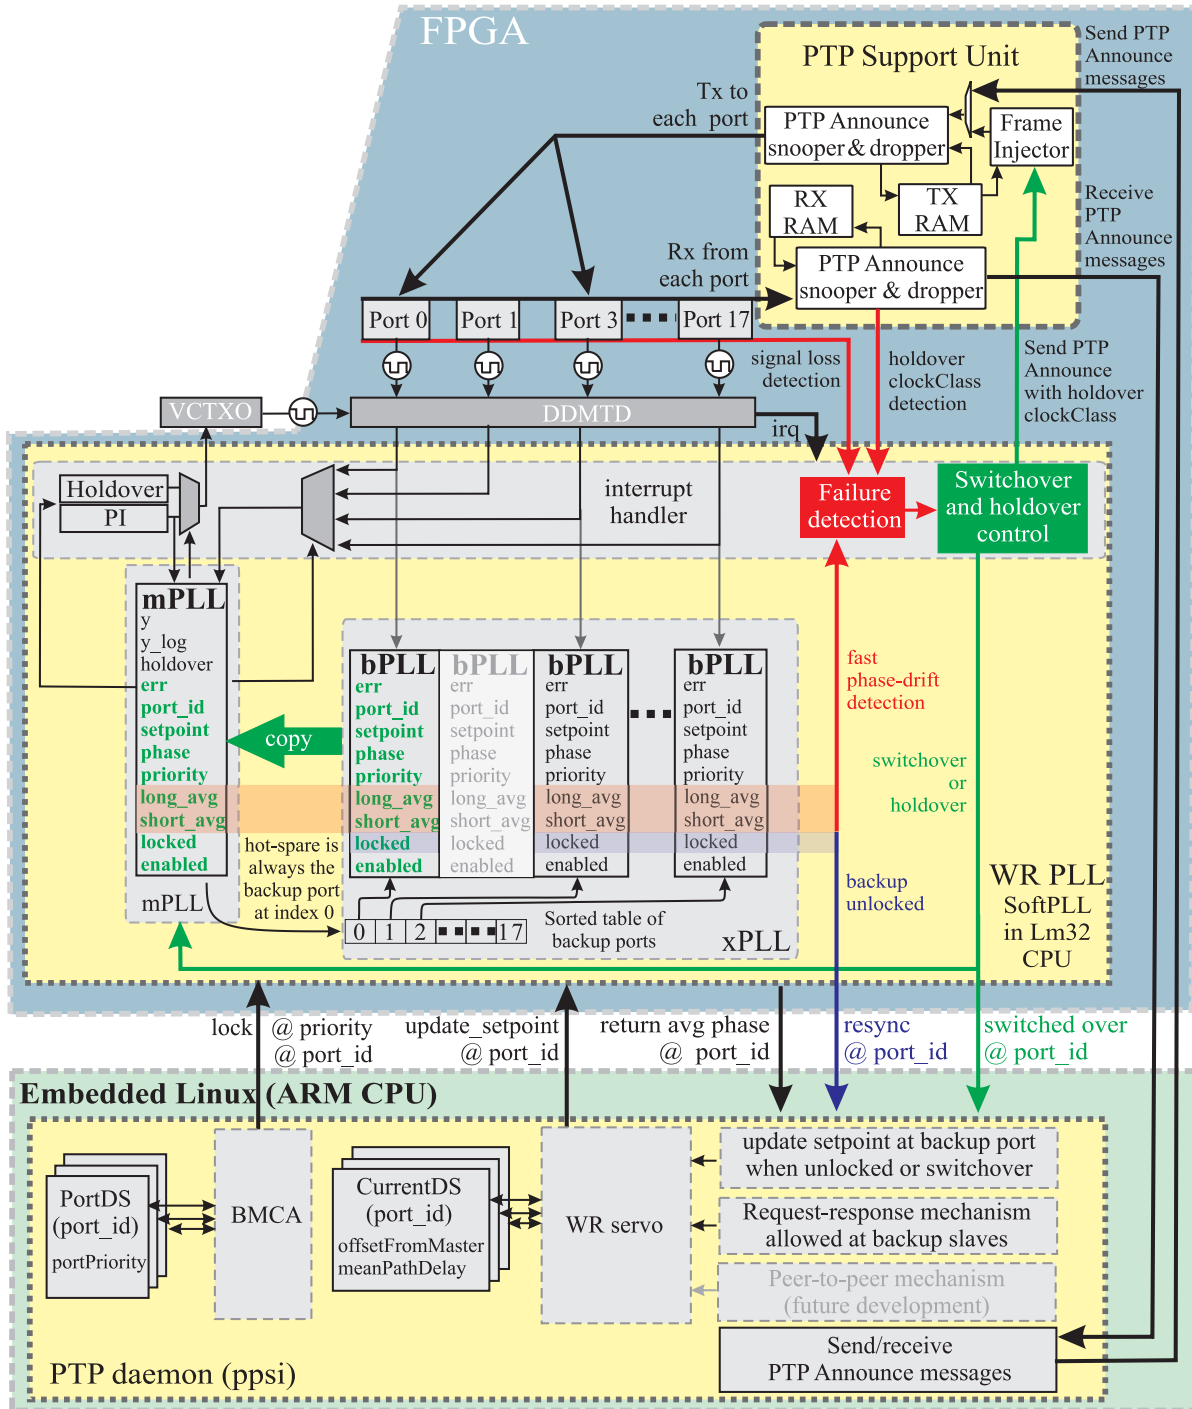 FPGA
PTP Support Unit
Send PTP
Announce
messages
Tx to
each port
PTP Announce
snooper & dropper
Frame
Injector
RX
RAM
TX
RAM
Receive
PTP
Announce
messages
Rx from
each port
PTP Announce
snooper & dropper
Port 0
Port 1
Port 3
Port 17
signal loss
detection
holdover
clockClass
detection
Send PTP
Announce
with holdover
clockClass
VCTXO
DDMTD
irq
Holdover
PI
interrupt
handler
Failure
detection
Switchover
and holdover
control
mPLL
y
y_log
holdover
err
port_id
setpoint
phase
priority
long_avg
short_avg
locked
enabled
mPLL
copy
bPLL
err
port_id
setpoint
phase
priority
long_avg
short_avg
locked
enabled
bPLL
err
port_id
setpoint
phase
priority
long_avg
short_avg
locked
enabled
bPLL
err
port_id
setpoint
phase
priority
long_avg
short_avg
locked
enabled
bPLL
err
port_id
setpoint
phase
priority
long_avg
short_avg
locked
enabled
fast
phase-drift
detection
switchover
or
holdover
hot-spare is
always the
backup port
at index 0
0 1 2 17
Sorted table of
backup ports
xPLL
backup
unlocked
WR PLL
SoftPLL
in Lm32
CPU
lock
@ priority
@ port_id
update_setpoint
@ port_id
return avg phase
@ port_id
resync
@ port_id
switched over
@ port_id
Embedded Linux (ARM CPU)
PortDS
(port_id)
portPriority
BMCA
CurrentDS
(port_id)
offsetFromMaster
meanPathDelay
WR servo
update setpoint at backup port
when unlocked or switchover
Request-response mechanism
allowed at backup slaves
Peer-to-peer mechanism
(future development)
Send/receive
PTP Announce messages
PTP daemon (ppsi)